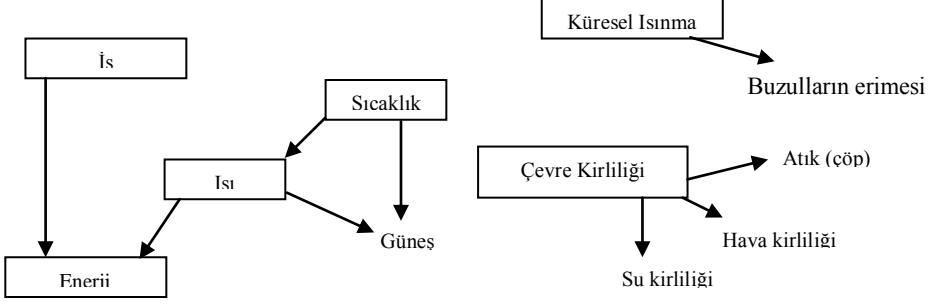 Küresel Isınma
İş
Buzulların erimesi
Sıcaklık
Atık (çöp)
Çevre Kirliliği
Isı
Güneş
Hava kirliliği
Su kirliliği
Enerji